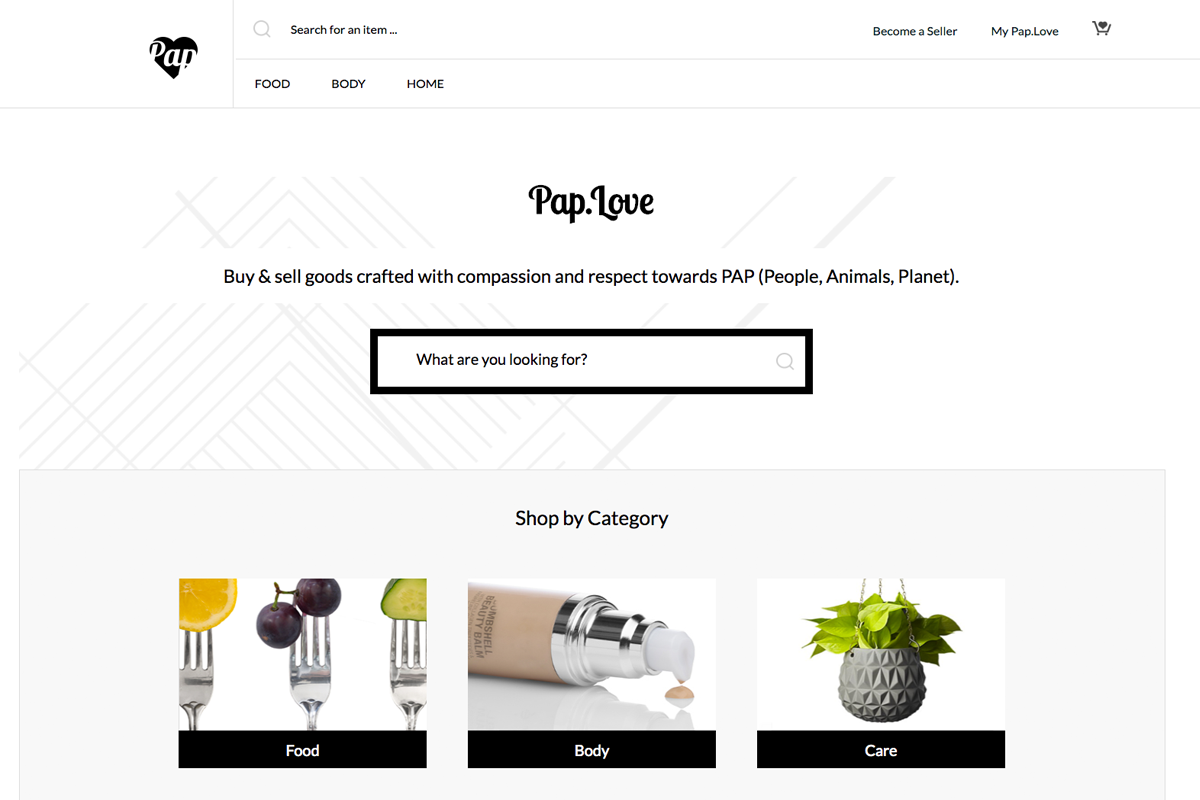 Pap
Search for an item ...
Become a Seller
My Pap.Love
FOOD
BODY
HOME
Pap.Love
Buy & sell goods crafted with compassion and respect towards PAP (People, Animals, Planet).
What are you looking for?
Shop by Category
BOMBSHELL
BEAUTY BALM
Food
Body
Care